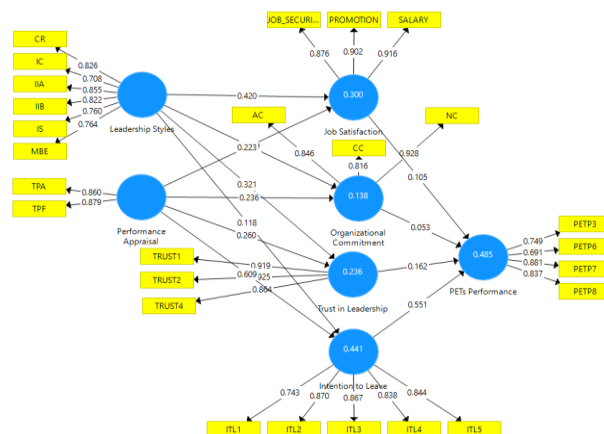 JOB_SECURI... PROMOTION SALARY
CR
IC
IIA
IIB
IS
MBE
0.826
0.708
0.855
0.822
0.760
0.764
Leadership Styles
0.876 0.902 0.916
0.420
0.300
Job Satisfaction
AC
CC
NC
0.846
0.816
0.928
0.105
0.321
0.236
0.118
0.260
0.138
Organizational
Commitment
0.053
TPA
TPF
0.860
0.879
Performance
Appraisal
TRUST1
TRUST2
TRUST4
0.919
0.609
0.864
0.236
Trust in Leadership
0.162
0.551
0.485
PETs Performance
0.749
0.691
0.881
0.837
PETP3
PETP6
PETP7
PETP8
0.441
Intention to Leave
0.743 0.870 0.867 0.838 0.844
ITL1 ITL2 ITL3 ITL4 ITL5